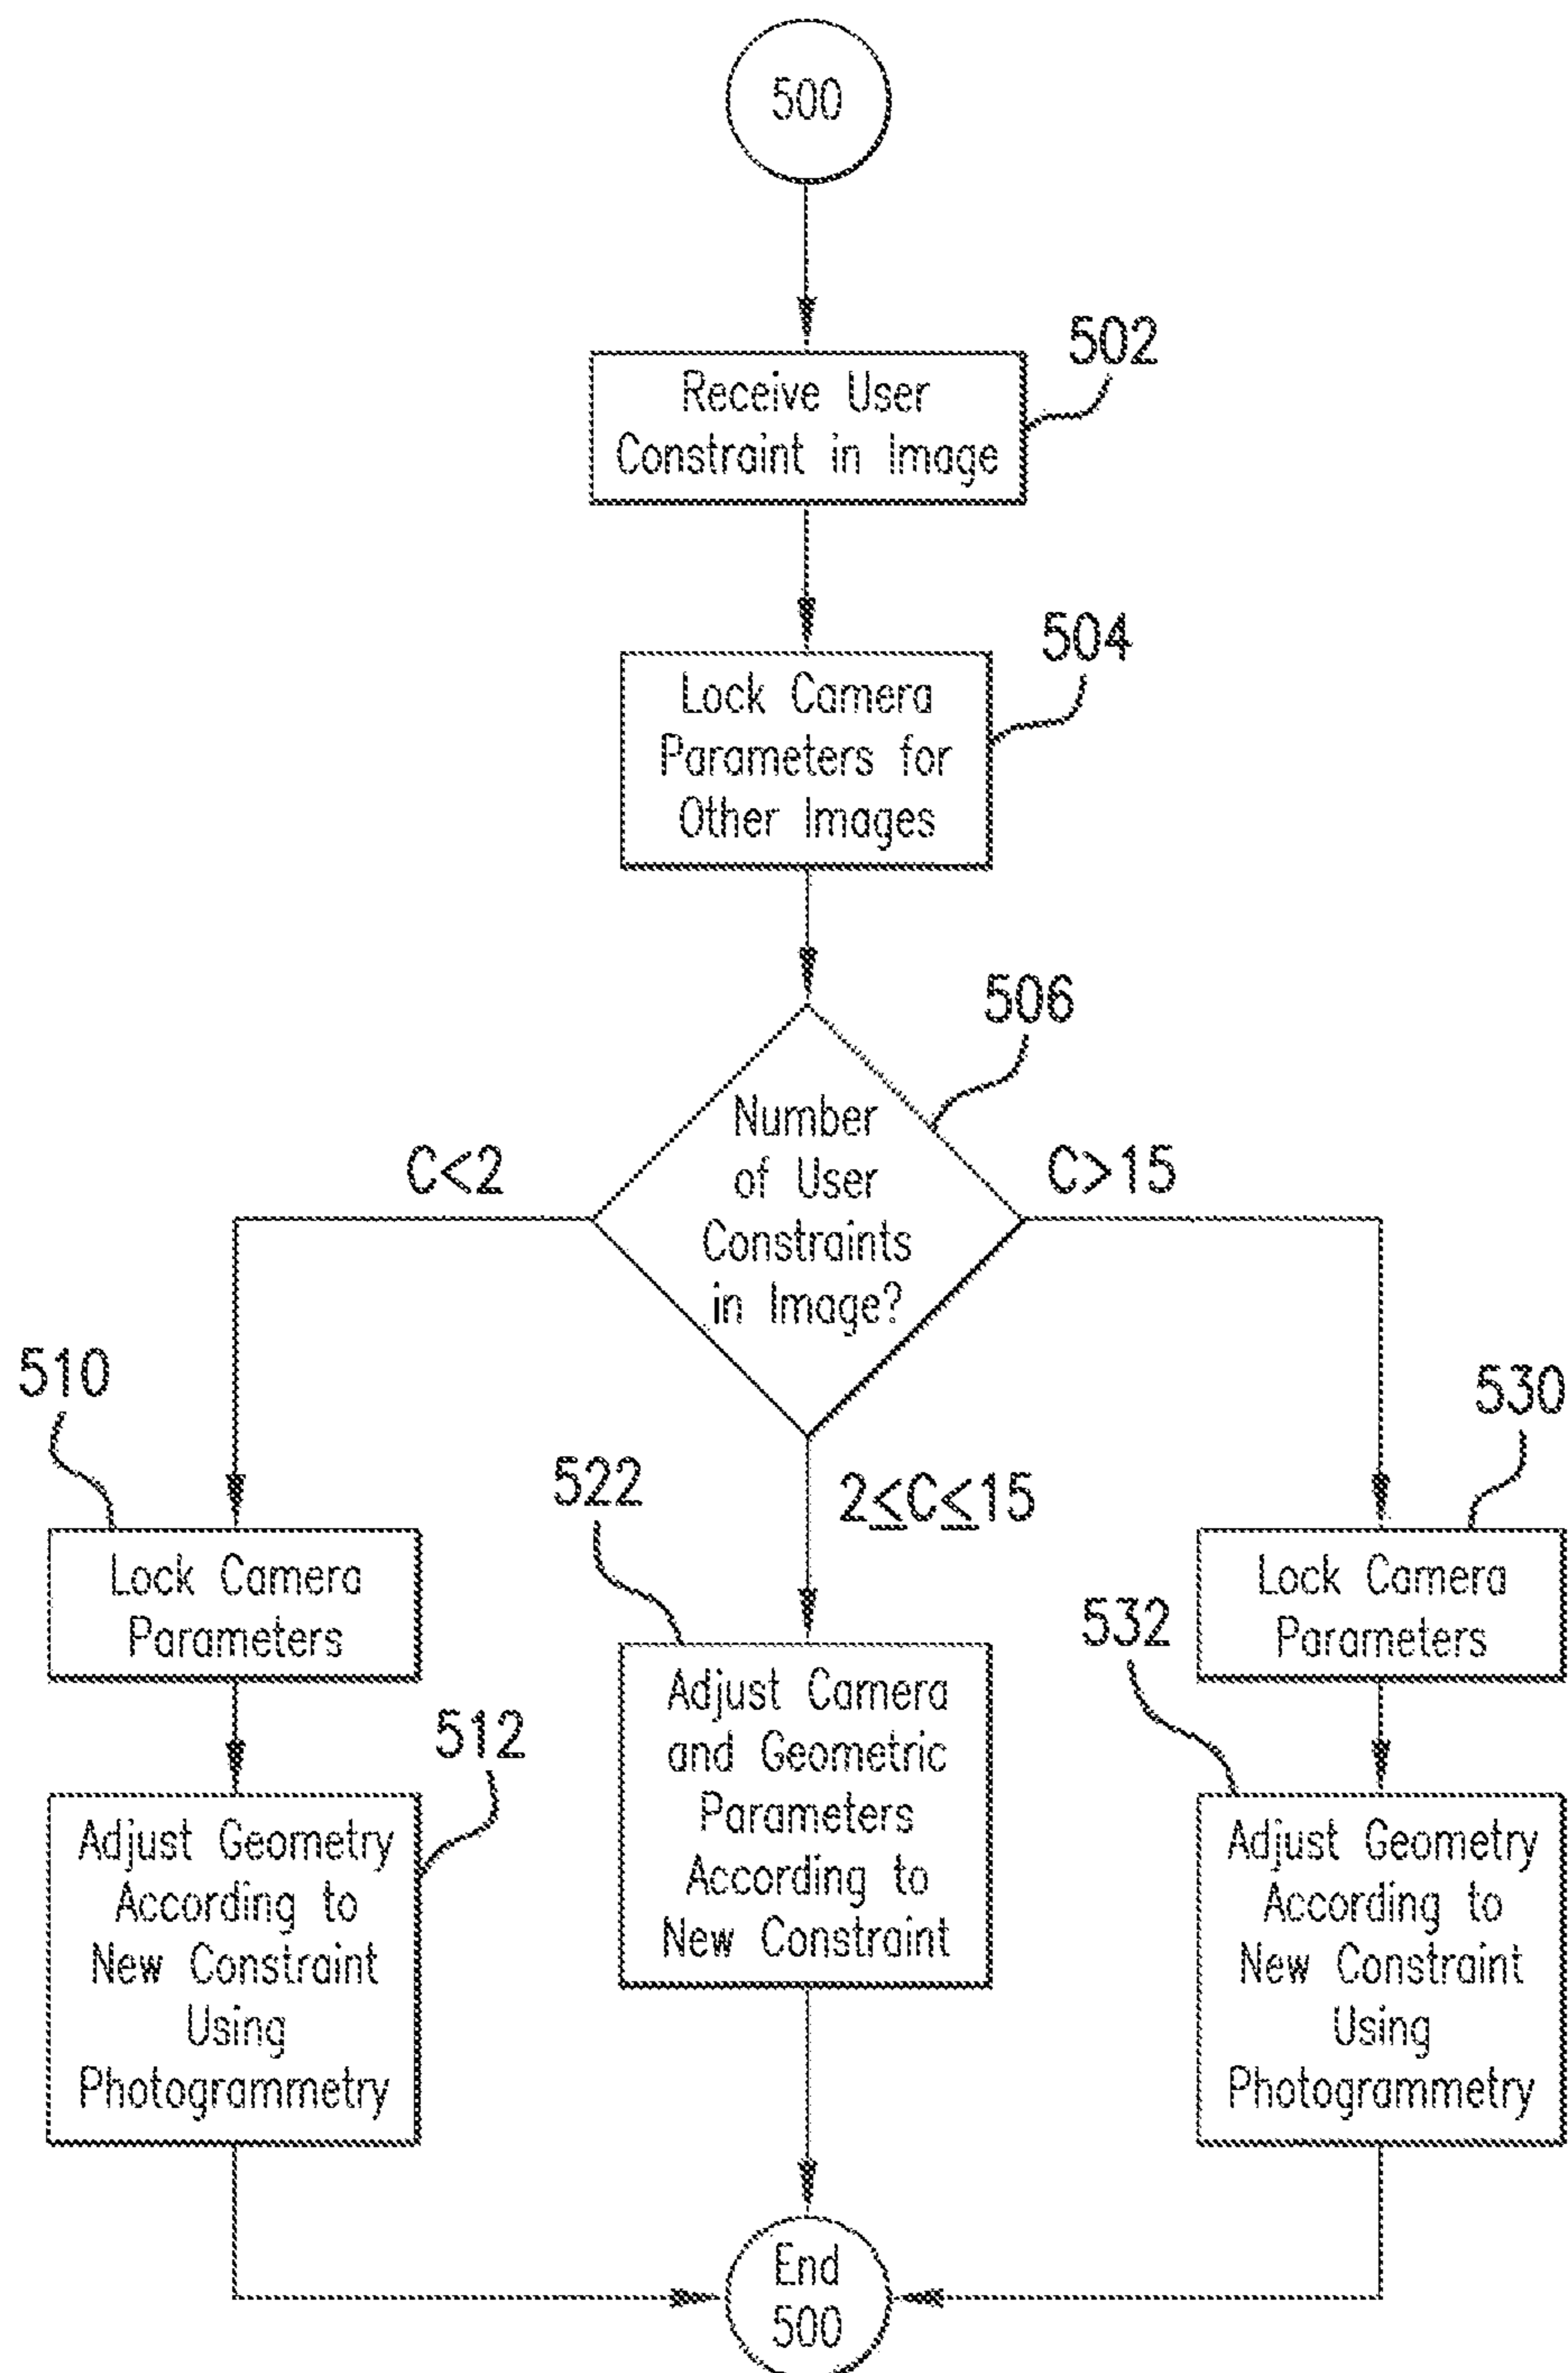 500
502
Receive User
Constraint in Image
504
Lock Camera
Parameters for
Other Images
506
Number
of User
Constraints
in Image?
C<2
C>15
2≤C≤15
510
Lock Camera
Parameters
512
Adjust Geometry
According to
New Constraint
Using
Photogrammetry
522
Adjust Camera
and Geometric
Parameters
According to
New Constraint
530
Lock Camera
Parameters
532
Adjust Geometry
According to
New Constraint
Using
Photogrammetry
End
500